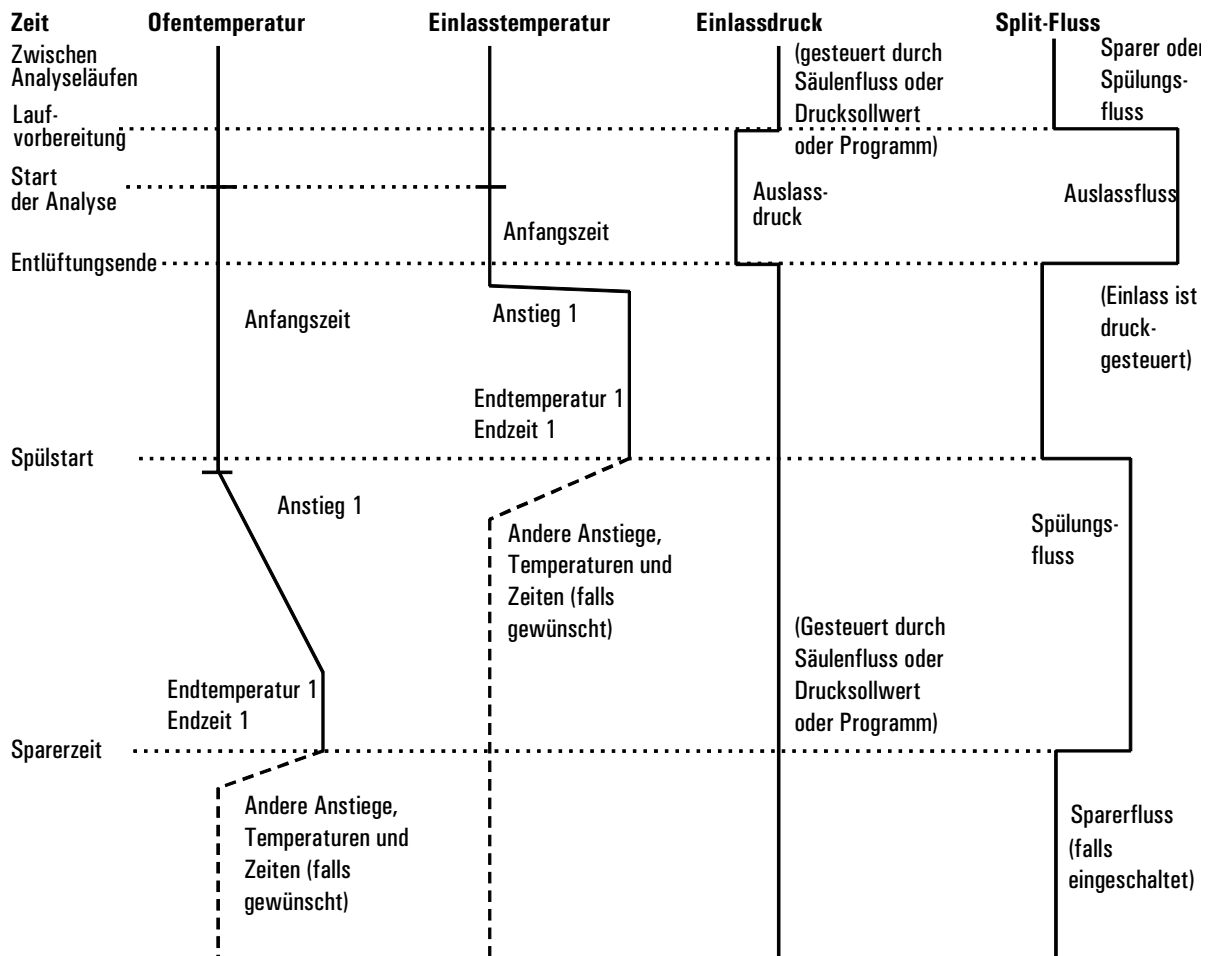 Zeit
Ofentemperatur
Einlasstemperatur
Einlassdruck
Split-Fluss
Zwischen
Analyseläufen
(gesteuert durch
Säulenfluss oder
Drucksollwert
oder Programm)
Sparer oder
Spülungs-
fluss
Lauf-
vorbereitung
Start
der Analyse
Auslass-
druck
Auslassfluss
Anfangszeit
Entlüftungsende
Anfangszeit
Anstieg 1
(Einlass ist
druck-
gesteuert)
Endtemperatur 1
Endzeit 1
Spülstart
Anstieg 1
Andere Anstiege,
Temperaturen und
Zeiten (falls
gewünscht)
Spülungs-
fluss
(Gesteuert durch
Säulenfluss oder
Drucksollwert
oder Programm)
Endtemperatur 1
Endzeit 1
Sparerzeit
Andere Anstiege,
Temperaturen und
Zeiten (falls
gewünscht)
Sparerfluss
(falls
eingeschaltet)